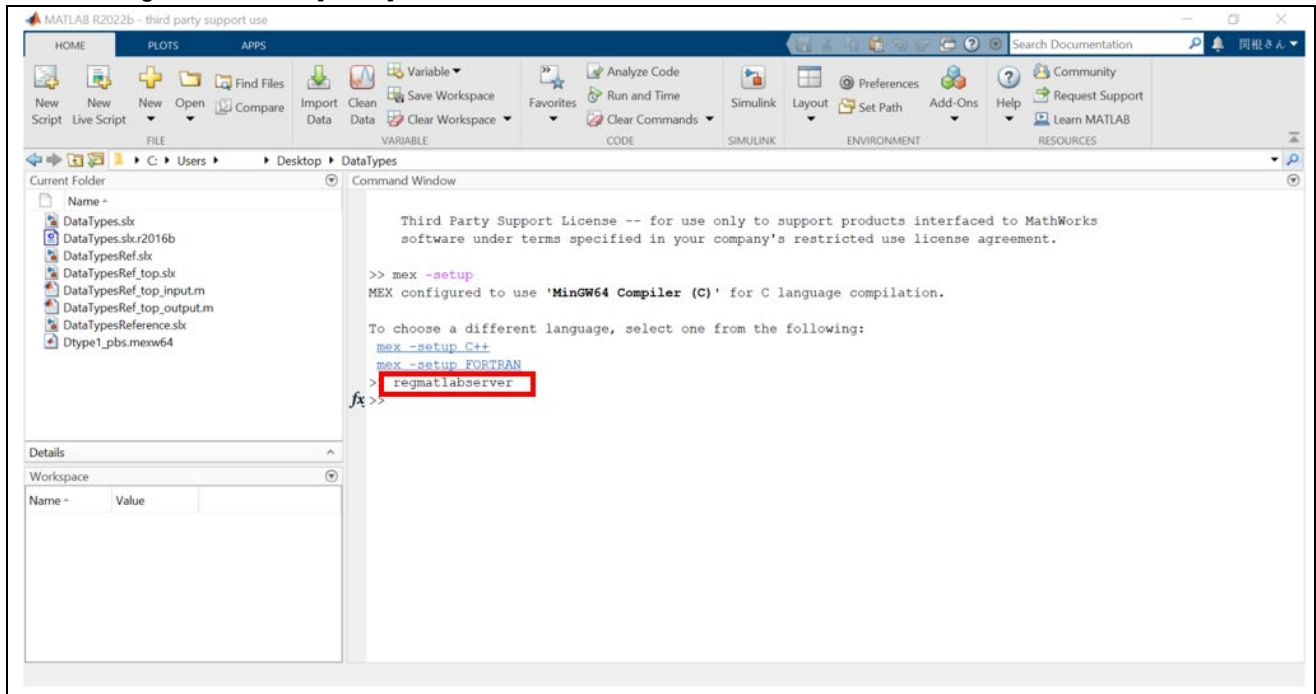 MATLAB R2022b - third party support use
HOME PLOTS APPS
Search Documentation
関根さん
New Script
New Live Script
New
Open
Find Files
Compare
FILE
Import Data
Clean Data
Variable
Save Workspace
Clear Workspace
VARIABLE
Favorites
Analyze Code
Run and Time
Clear Commands
CODE
Simulink
SIMULINK
Layout
Preferences
Set Path
Add-Ons
ENVIRONMENT
Help
Community
Request Support
Learn MATLAB
RESOURCES
C: Users Desktop DataTypes
Current Folder
Name
DataTypes.slx
DataTypes.slx.r2016b
DataTypesRef.slx
DataTypesRef_top.slx
DataTypesRef_top_input.m
DataTypesRef_top_output.m
DataTypesReference.slx
Dtype1_pbs.mexw64
Details
Workspace
Name Value
Command Window
Third Party Support License -- for use only to support products interfaced to MathWorks
software under terms specified in your company's restricted use license agreement.
>> mex -setup
MEX configured to use 'MinGW64 Compiler (C)' for C language compilation.
To choose a different language, select one from the following:
mex -setup C++
mex -setup FORTRAN
>> regmatlabserver
fx >>